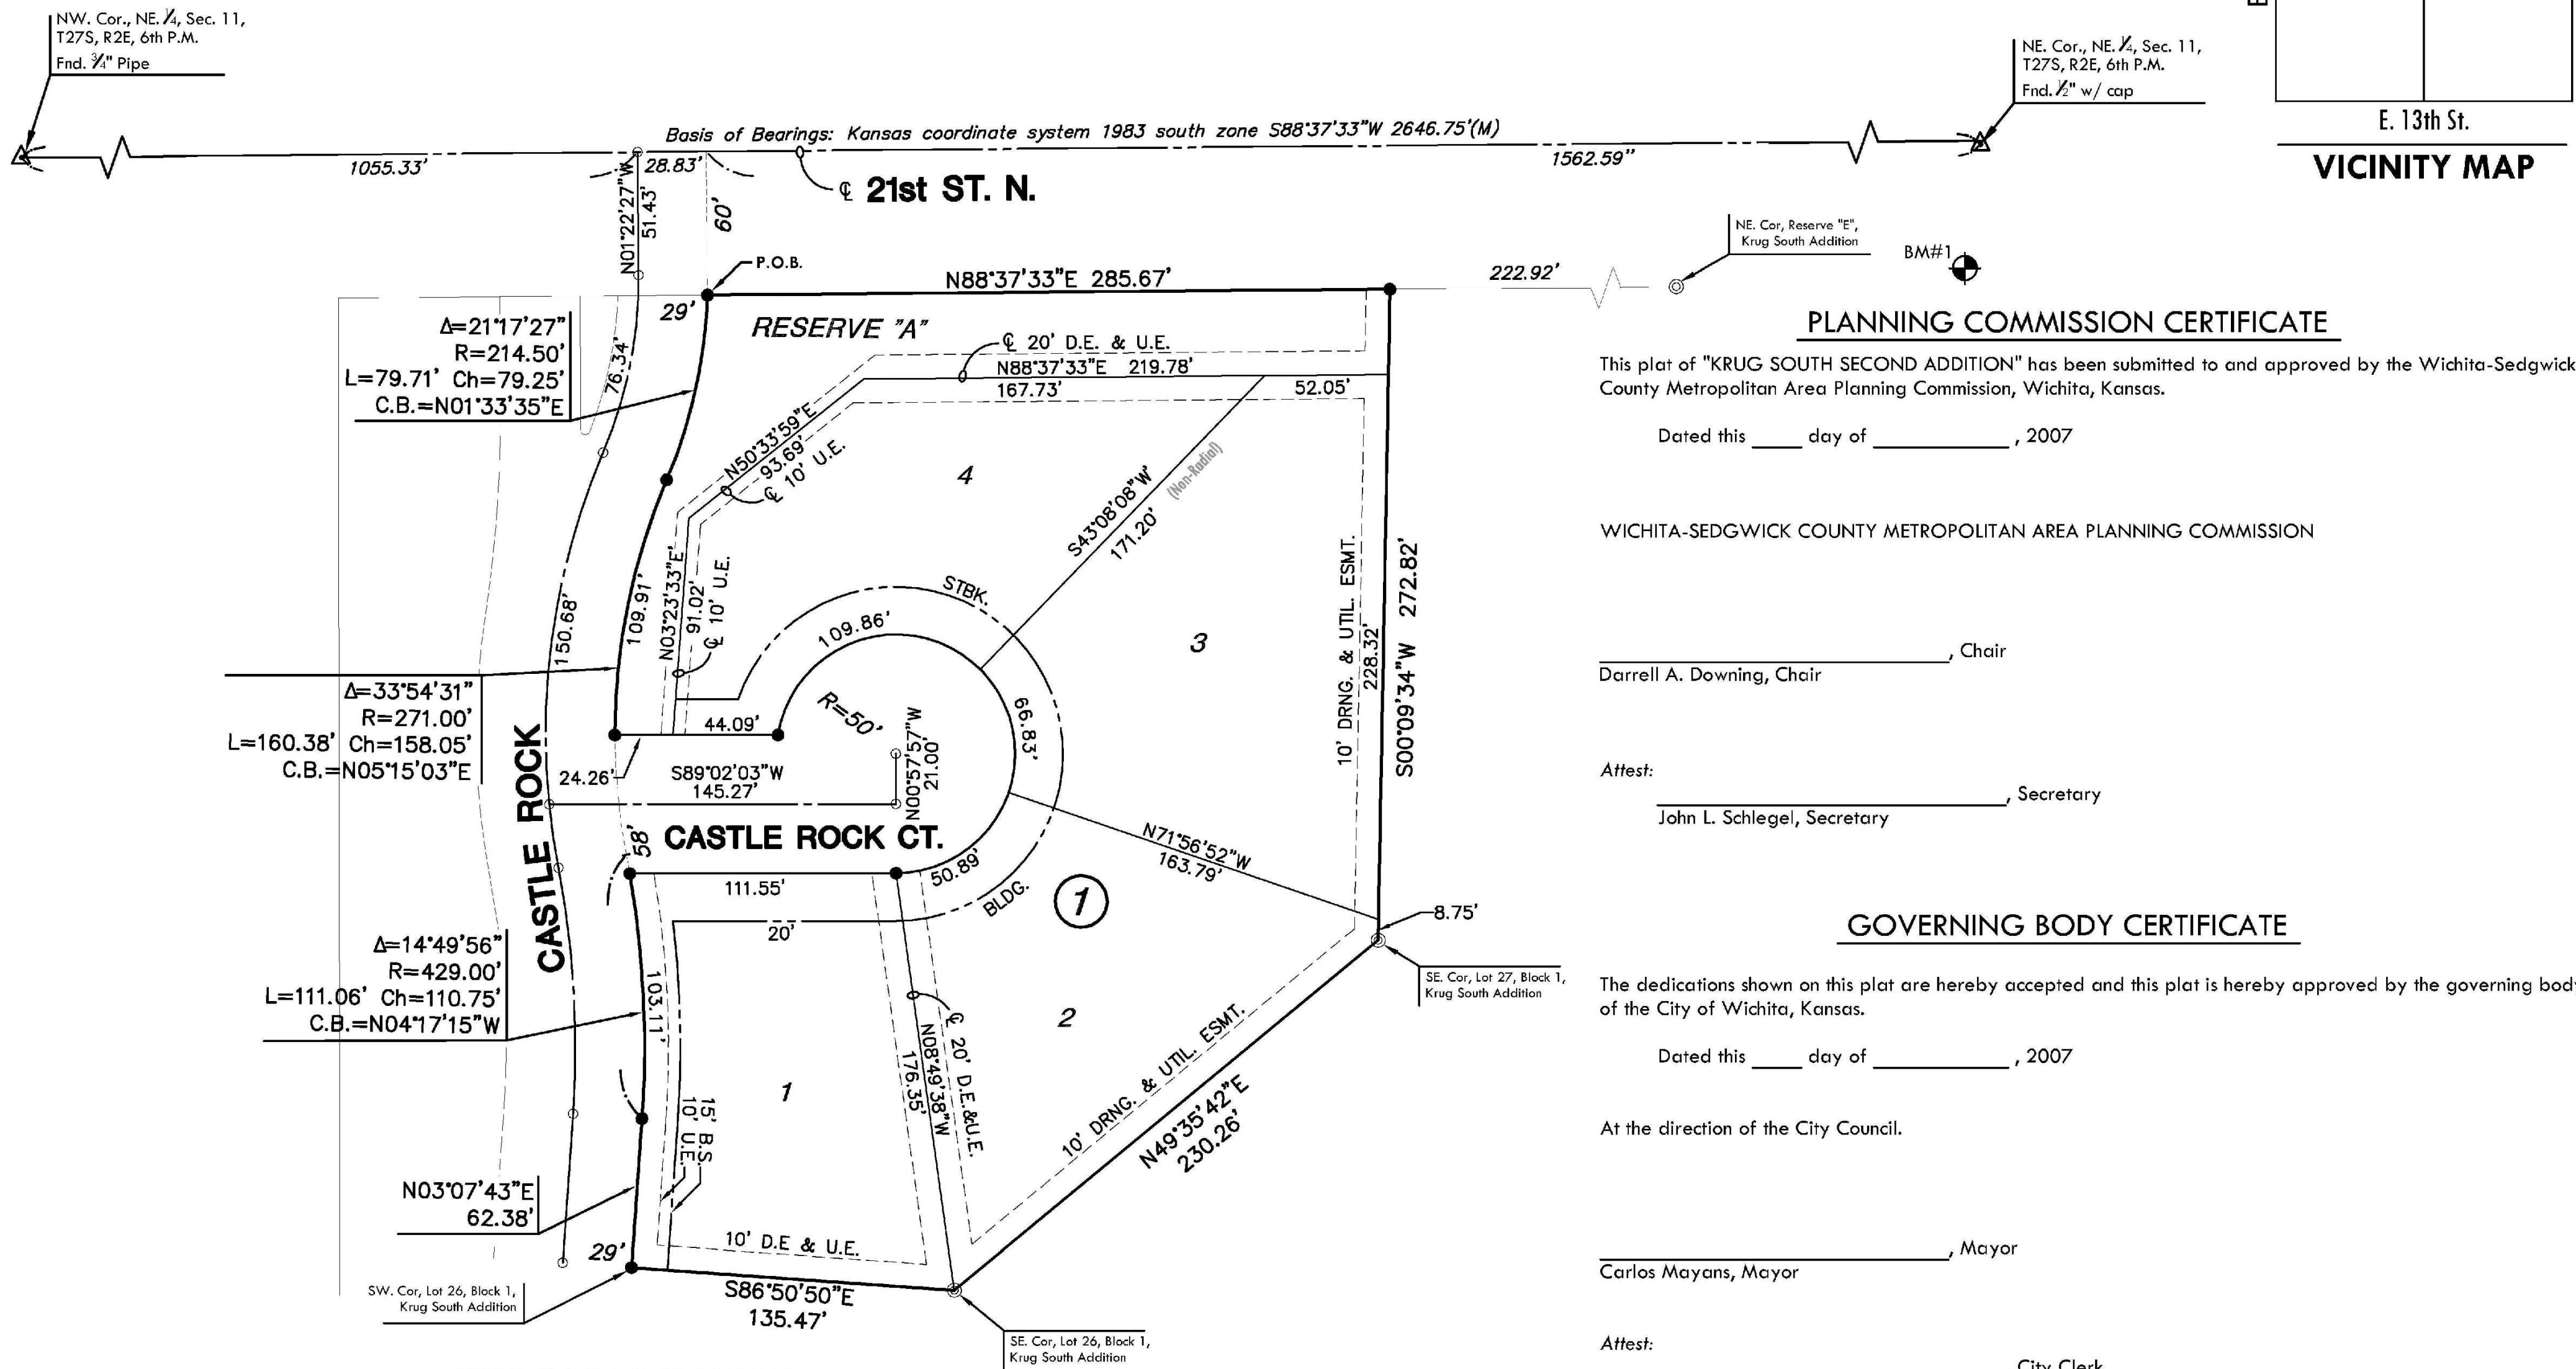 NW. Cor., NE. ¼, Sec. 11,
T27S, R2E, 6th P.M.
Fnd. ¾" Pipe
NE. Cor., NE. ¼, Sec. 11,
T27S, R2E, 6th P.M.
Fnd. ½" w/ cap
E. 13th St.
VICINITY MAP
Basis of Bearings: Kansas coordinate system 1983 south zone S88°37'33"W 2646.75'(M)
1055.33'
28.83'
1562.59"
℄ 21st ST. N.
N01°22'27"W
51.43'
60'
P.O.B.
N88°37'33"E 285.67'
222.92'
NE. Cor, Reserve "E",
Krug South Addition
BM#1
29'
RESERVE "A"
Δ=21°17'27"
R=214.50'
L=79.71' Ch=79.25'
C.B.=N01°33'35"E
76.34'
℄ 20' D.E. & U.E.
N88°37'33"E 219.78'
167.73'
52.05'
N50°33'59"E
93.69'
℄ 10' U.E.
4
S43°08'08"W
171.20'
(Non-Radial)
N03°23'33"E
91.02'
℄ 10' U.E.
109.91'
150.68'
STBK.
109.86'
3
10' DRNG. & UTIL. ESMT.
228.32'
S00°09'34"W 272.82'
Δ=33°54'31"
R=271.00'
L=160.38' Ch=158.05'
C.B.=N05°15'03"E
44.09'
R=50'
66.83'
N00°57'57"W
21.00'
24.26'
S89°02'03"W
145.27'
CASTLE ROCK
58'
CASTLE ROCK CT.
N71°56'52"W
163.79'
111.55'
50.89'
BLDG.
1
20'
8.75'
SE. Cor, Lot 27, Block 1,
Krug South Addition
Δ=14°49'56"
R=429.00'
L=111.06' Ch=110.75'
C.B.=N04°17'15"W
103.11'
1
2
℄ 20' D.E.&U.E.
N08°49'38"W
176.35'
10' DRNG. & UTIL. ESMT.
N49°35'42"E
230.26'
15' B.S.
10' U.E.
N03°07'43"E
62.38'
29'
10' D.E & U.E.
S86°50'50"E
135.47'
SW. Cor, Lot 26, Block 1,
Krug South Addition
SE. Cor, Lot 26, Block 1,
Krug South Addition
PLANNING COMMISSION CERTIFICATE
This plat of "KRUG SOUTH SECOND ADDITION" has been submitted to and approved by the Wichita-Sedgwick
County Metropolitan Area Planning Commission, Wichita, Kansas.
Dated this ____ day of ____________ , 2007
WICHITA-SEDGWICK COUNTY METROPOLITAN AREA PLANNING COMMISSION
______________________________, Chair
Darrell A. Downing, Chair
Attest:
______________________________, Secretary
John L. Schlegel, Secretary
GOVERNING BODY CERTIFICATE
The dedications shown on this plat are hereby accepted and this plat is hereby approved by the governing body
of the City of Wichita, Kansas.
Dated this ____ day of ____________ , 2007
At the direction of the City Council.
______________________________, Mayor
Carlos Mayans, Mayor
Attest:
City Clerk